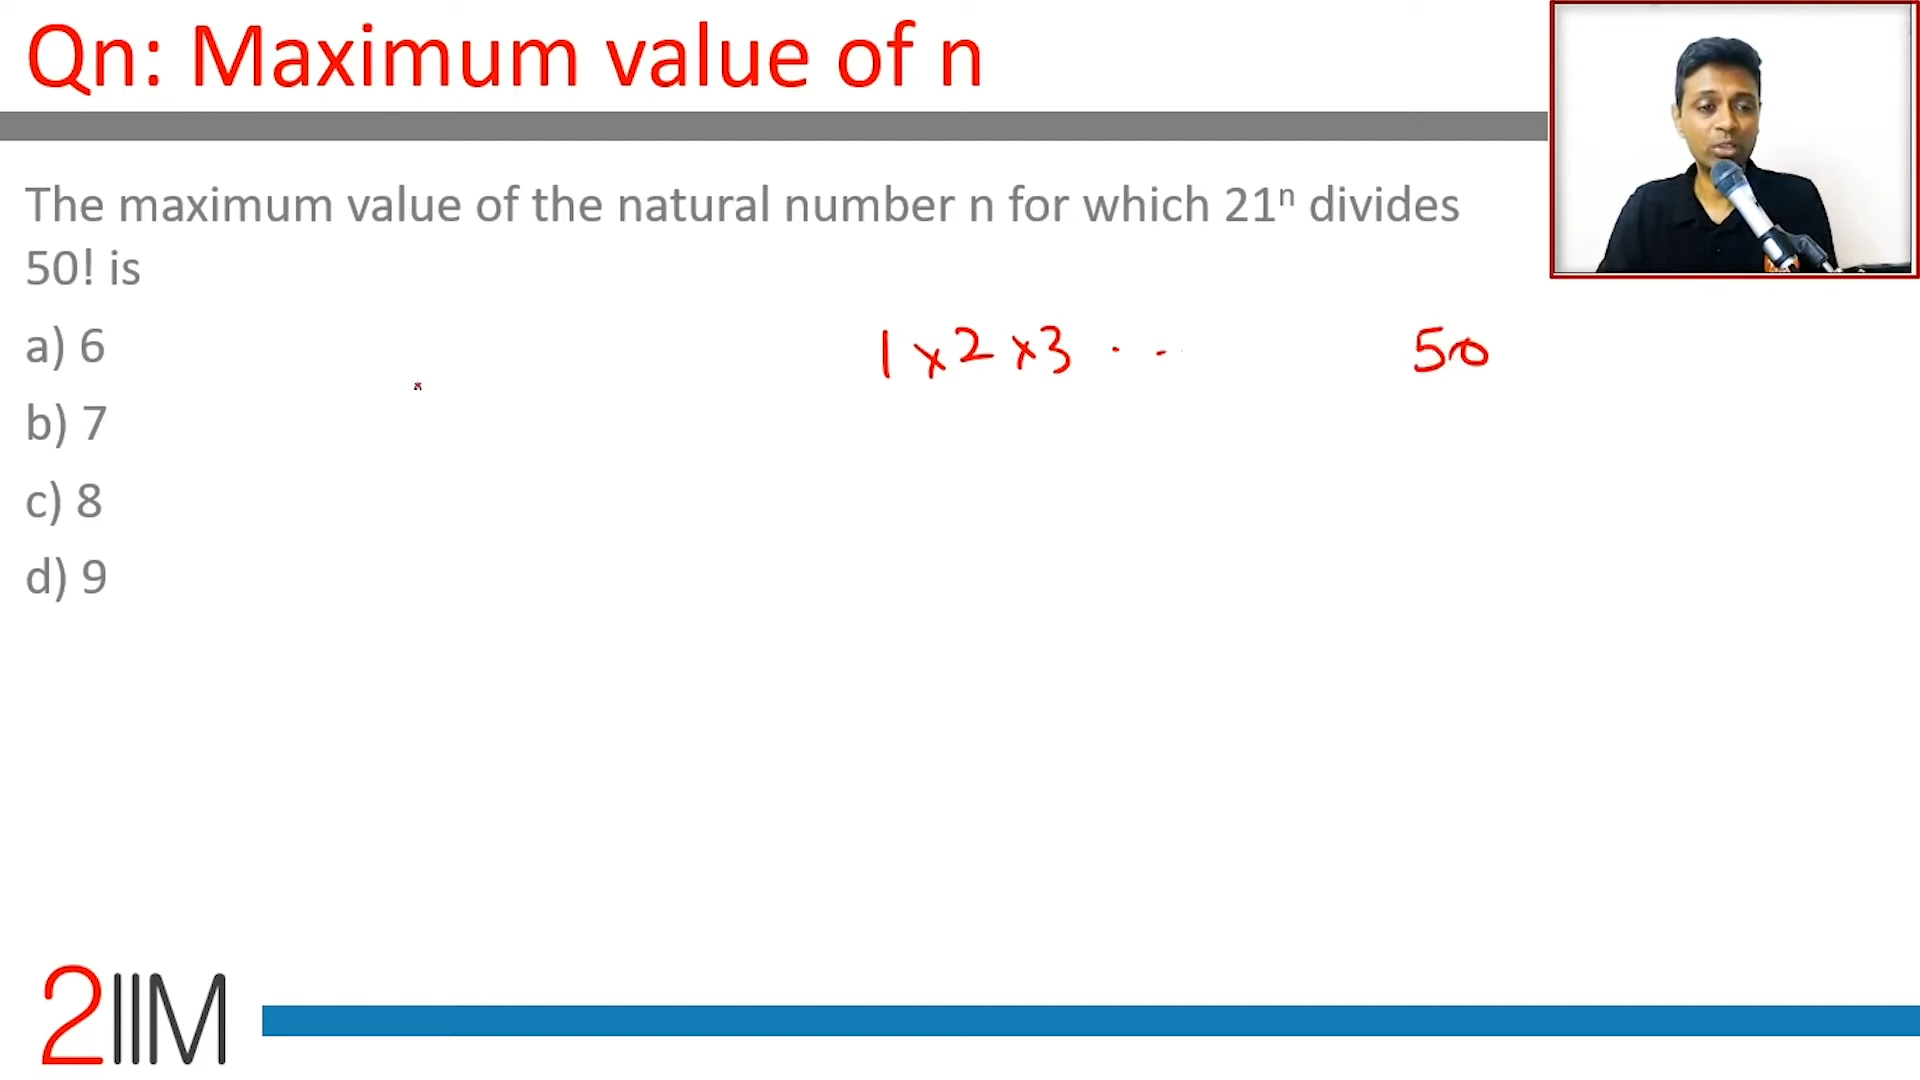 Qn: Maximum value of n
The maximum value of the natural number n for which 21ⁿ divides
50! is
a) 6
1 x 2 x 3 . . . 50
b) 7
c) 8
d) 9
2IIM